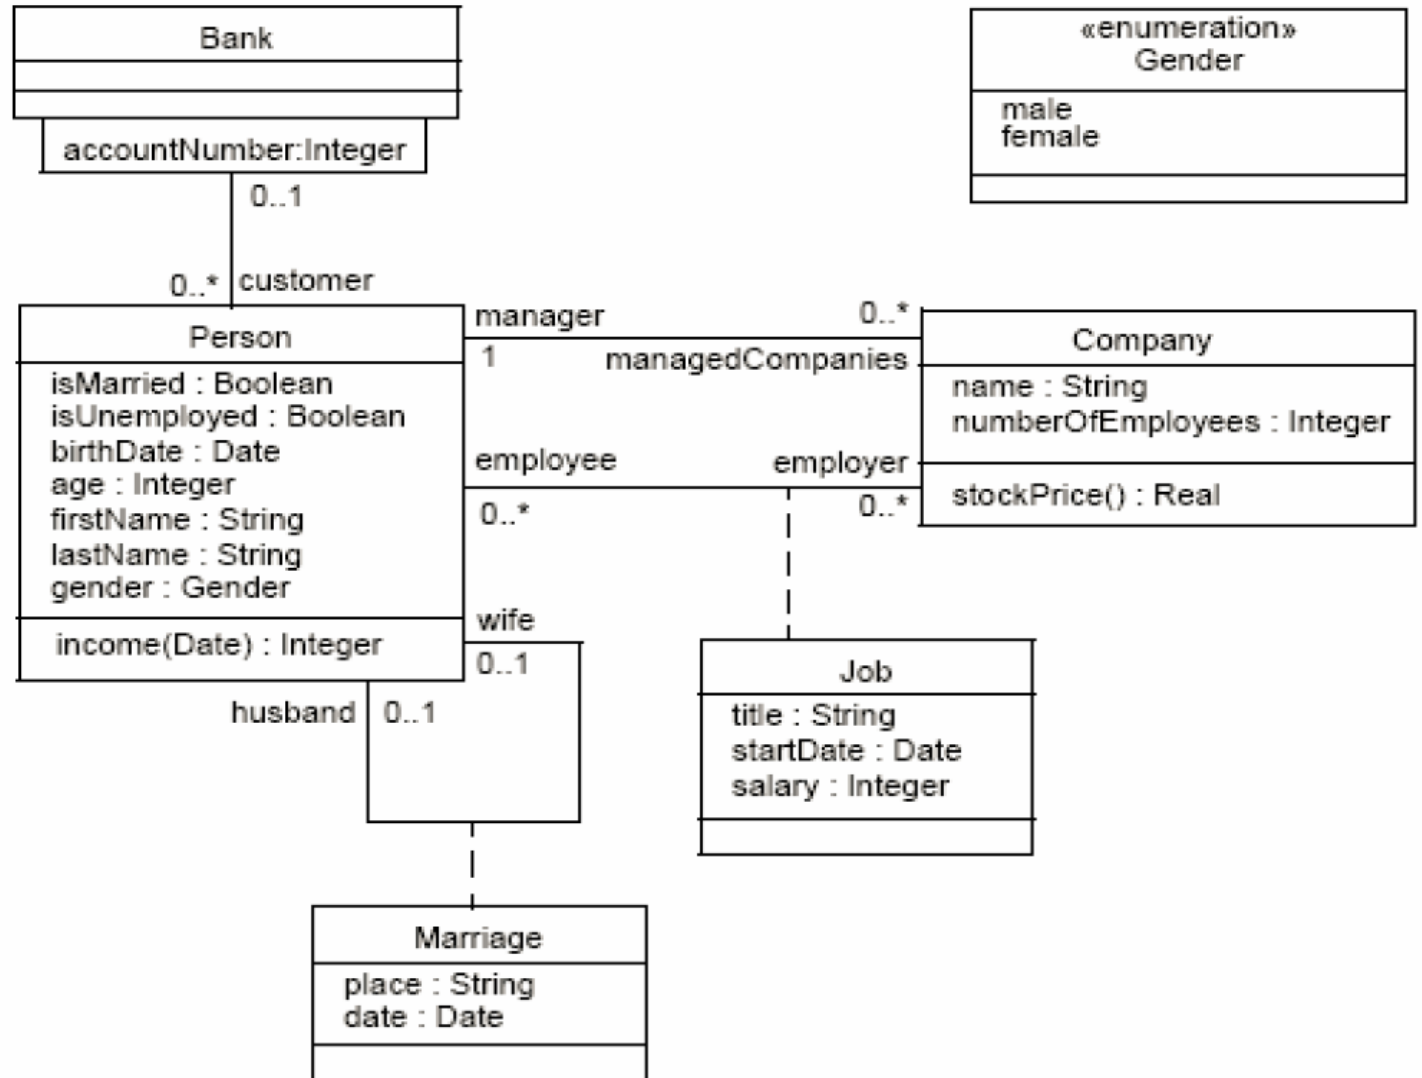 Bank
accountNumber:Integer
0..1
0..* customer
«enumeration»
Gender
male
female
Person
isMarried : Boolean
isUnemployed : Boolean
birthDate : Date
age : Integer
firstName : String
lastName : String
gender : Gender
income(Date) : Integer
manager
1
0..*
managedCompanies
employee
0..*
employer
0..*
Company
name : String
numberOfEmployees : Integer
stockPrice() : Real
wife
0..1
husband
0..1
Job
title : String
startDate : Date
salary : Integer
Marriage
place : String
date : Date